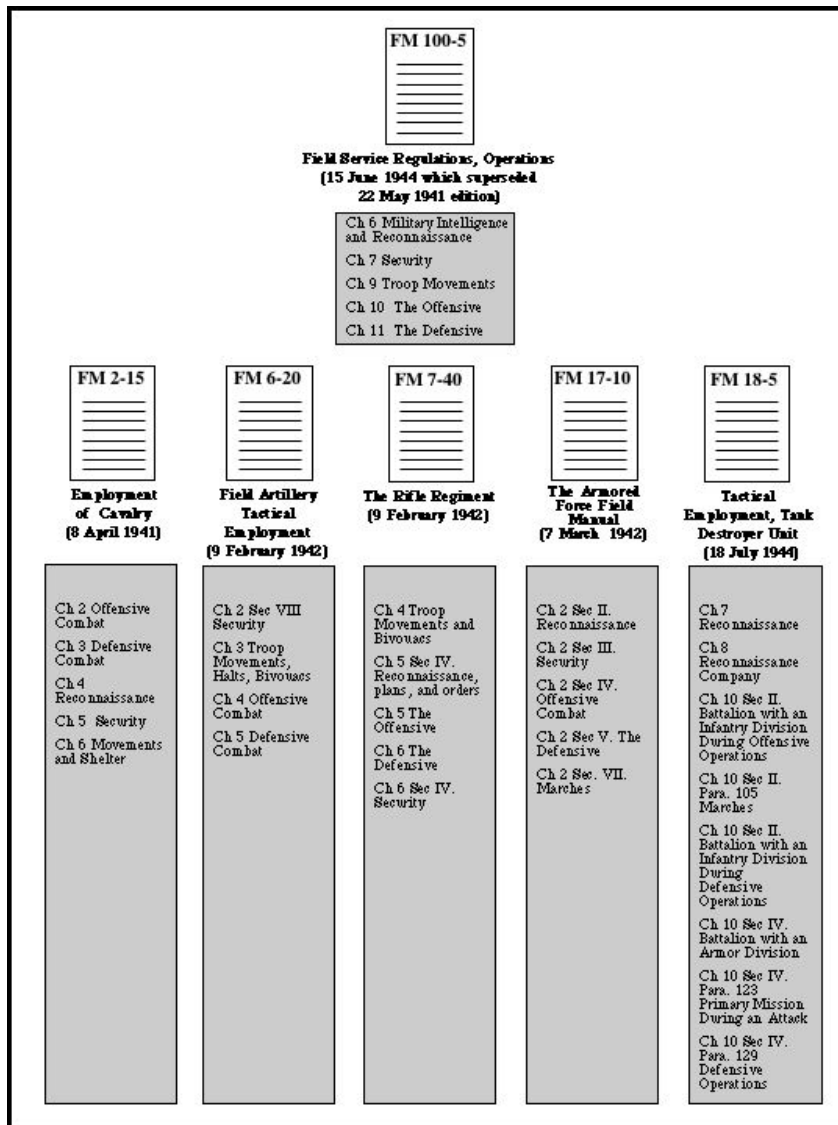 FM 100-5
Field Service Regulations, Operations
(15 June 1944 which superseded
22 May 1941 edition)
Ch 6 Military Intelligence
and Reconnaissance
Ch 7 Security
Ch 9 Troop Movements
Ch 10 The Offensive
Ch 11 The Defensive
FM 2-15
Employment
of Cavalry
(8 April 1941)
Ch 2 Offensive
Combat
Ch 3 Defensive
Combat
Ch 4
Reconnaissance
Ch 5 Security
Ch 6 Movements
and Shelter
FM 6-20
Field Artillery
Tactical
Employment
(9 February 1942)
Ch 2 Sec VIII
Security
Ch 3 Troop
Movements,
Halts, Bivouacs
Ch 4 Offensive
Combat
Ch 5 Defensive
Combat
FM 7-40
The Rifle Regiment
(9 February 1942)
Ch 4 Troop
Movements and
Bivouacs
Ch 5 Sec IV.
Reconnaissance,
plans, and orders
Ch 5 The
Offensive
Ch 6 The
Defensive
Ch 6 Sec IV.
Security
FM 17-10
The Armored
Force Field
Manual
(7 March 1942)
Ch 2 Sec II.
Reconnaissance
Ch 2 Sec III.
Security
Ch 2 Sec IV.
Offensive
Combat
Ch 2 Sec V. The
Defensive
Ch 2 Sec. VII.
Marches
FM 18-5
Tactical
Employment, Tank
Destroyer Unit
(18 July 1944)
Ch 7
Reconnaissance
Ch 8
Reconnaissance
Company
Ch 10 Sec II.
Battalion with an
Infantry Division
During Offensive
Operations
Ch 10 Sec II.
Para. 105
Marches
Ch 10 Sec II.
Battalion with an
Infantry Division
During
Defensive
Operations
Ch 10 Sec IV.
Battalion with an
Armor Division
Ch 10 Sec IV.
Para. 123
Primary Mission
During an Attack
Ch 10 Sec IV.
Para. 129
Defensive
Operations